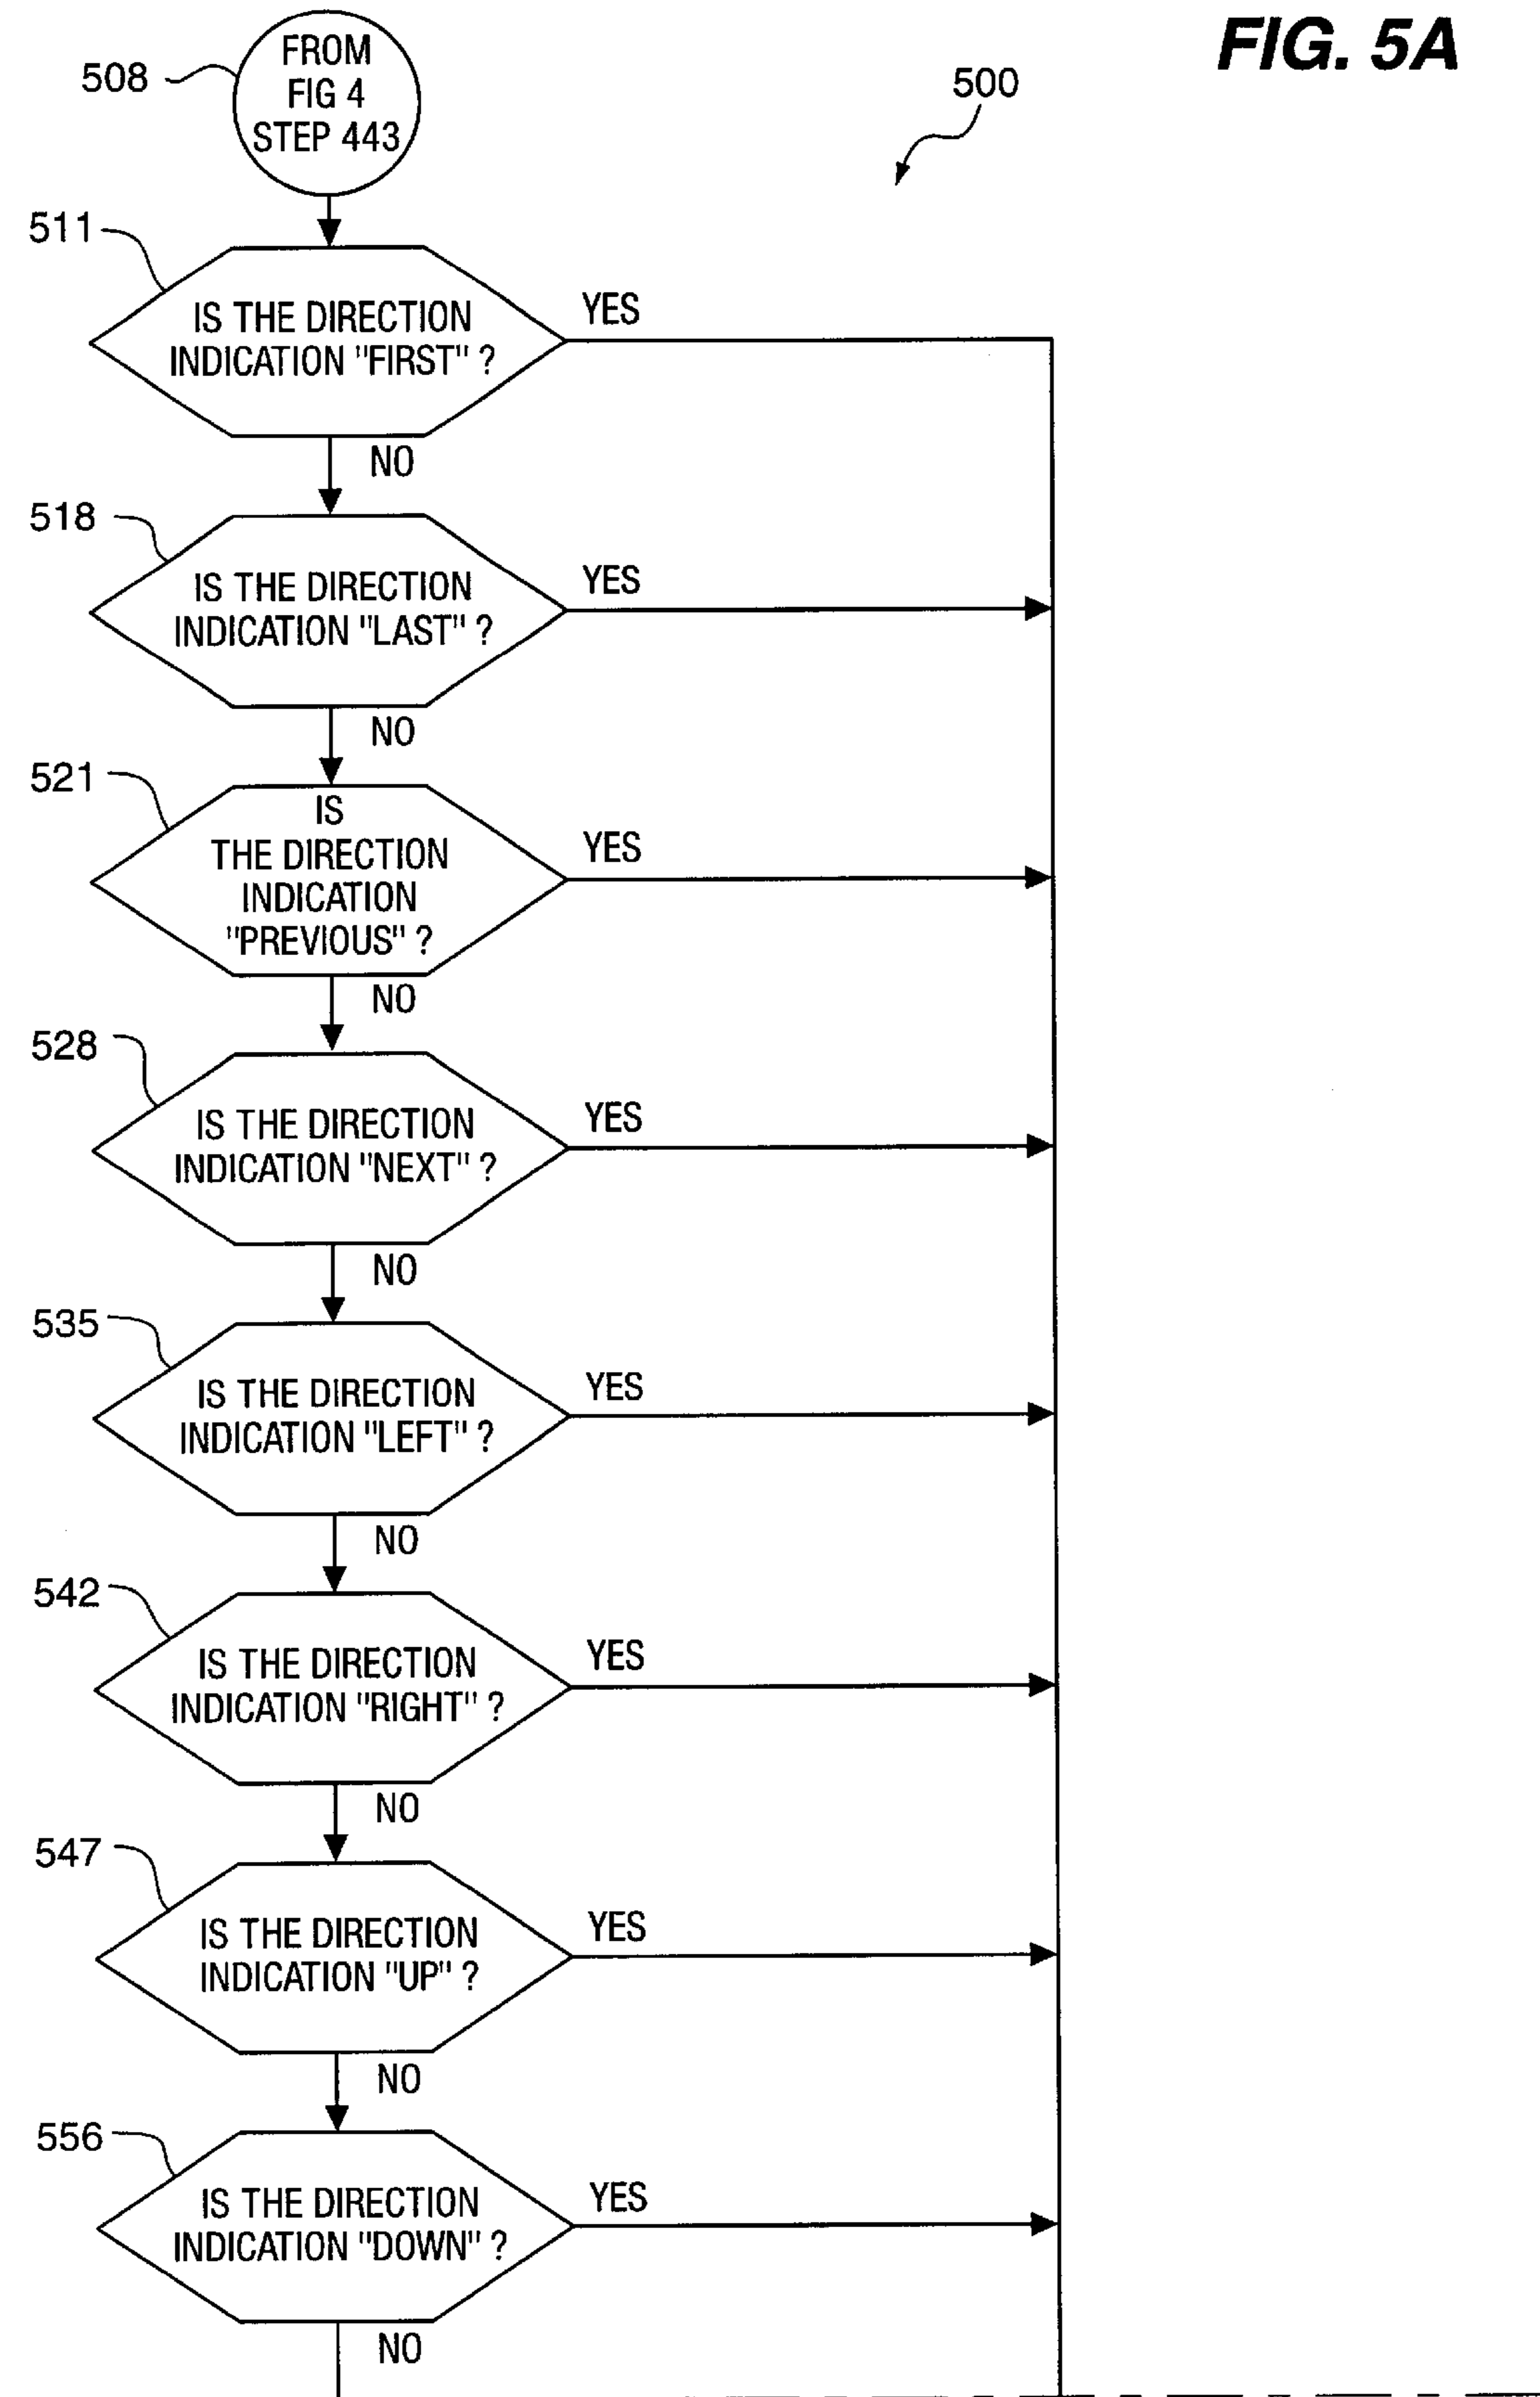 FIG. 5A
508
FROM
FIG 4
STEP 443
500
511
IS THE DIRECTION
INDICATION "FIRST" ?
YES
NO
518
IS THE DIRECTION
INDICATION "LAST" ?
YES
NO
521
IS
THE DIRECTION
INDICATION
"PREVIOUS" ?
YES
NO
528
IS THE DIRECTION
INDICATION "NEXT" ?
YES
NO
535
IS THE DIRECTION
INDICATION "LEFT" ?
YES
NO
542
IS THE DIRECTION
INDICATION "RIGHT" ?
YES
NO
547
IS THE DIRECTION
INDICATION "UP" ?
YES
NO
556
IS THE DIRECTION
INDICATION "DOWN" ?
YES
NO